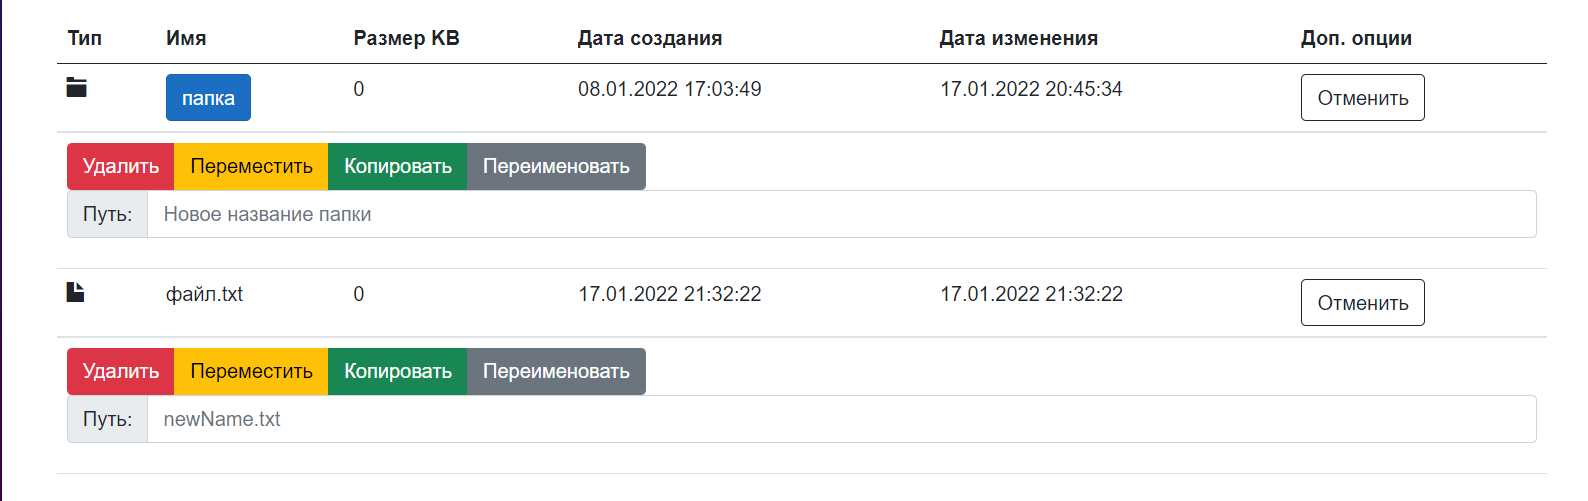 Тип Имя Размер KB Дата создания Дата изменения Доп. опции
папка 0 08.01.2022 17:03:49 17.01.2022 20:45:34 Отменить
Удалить Переместить Копировать Переименовать
Путь: Новое название папки
файл.txt 0 17.01.2022 21:32:22 17.01.2022 21:32:22 Отменить
Удалить Переместить Копировать Переименовать
Путь: newName.txt